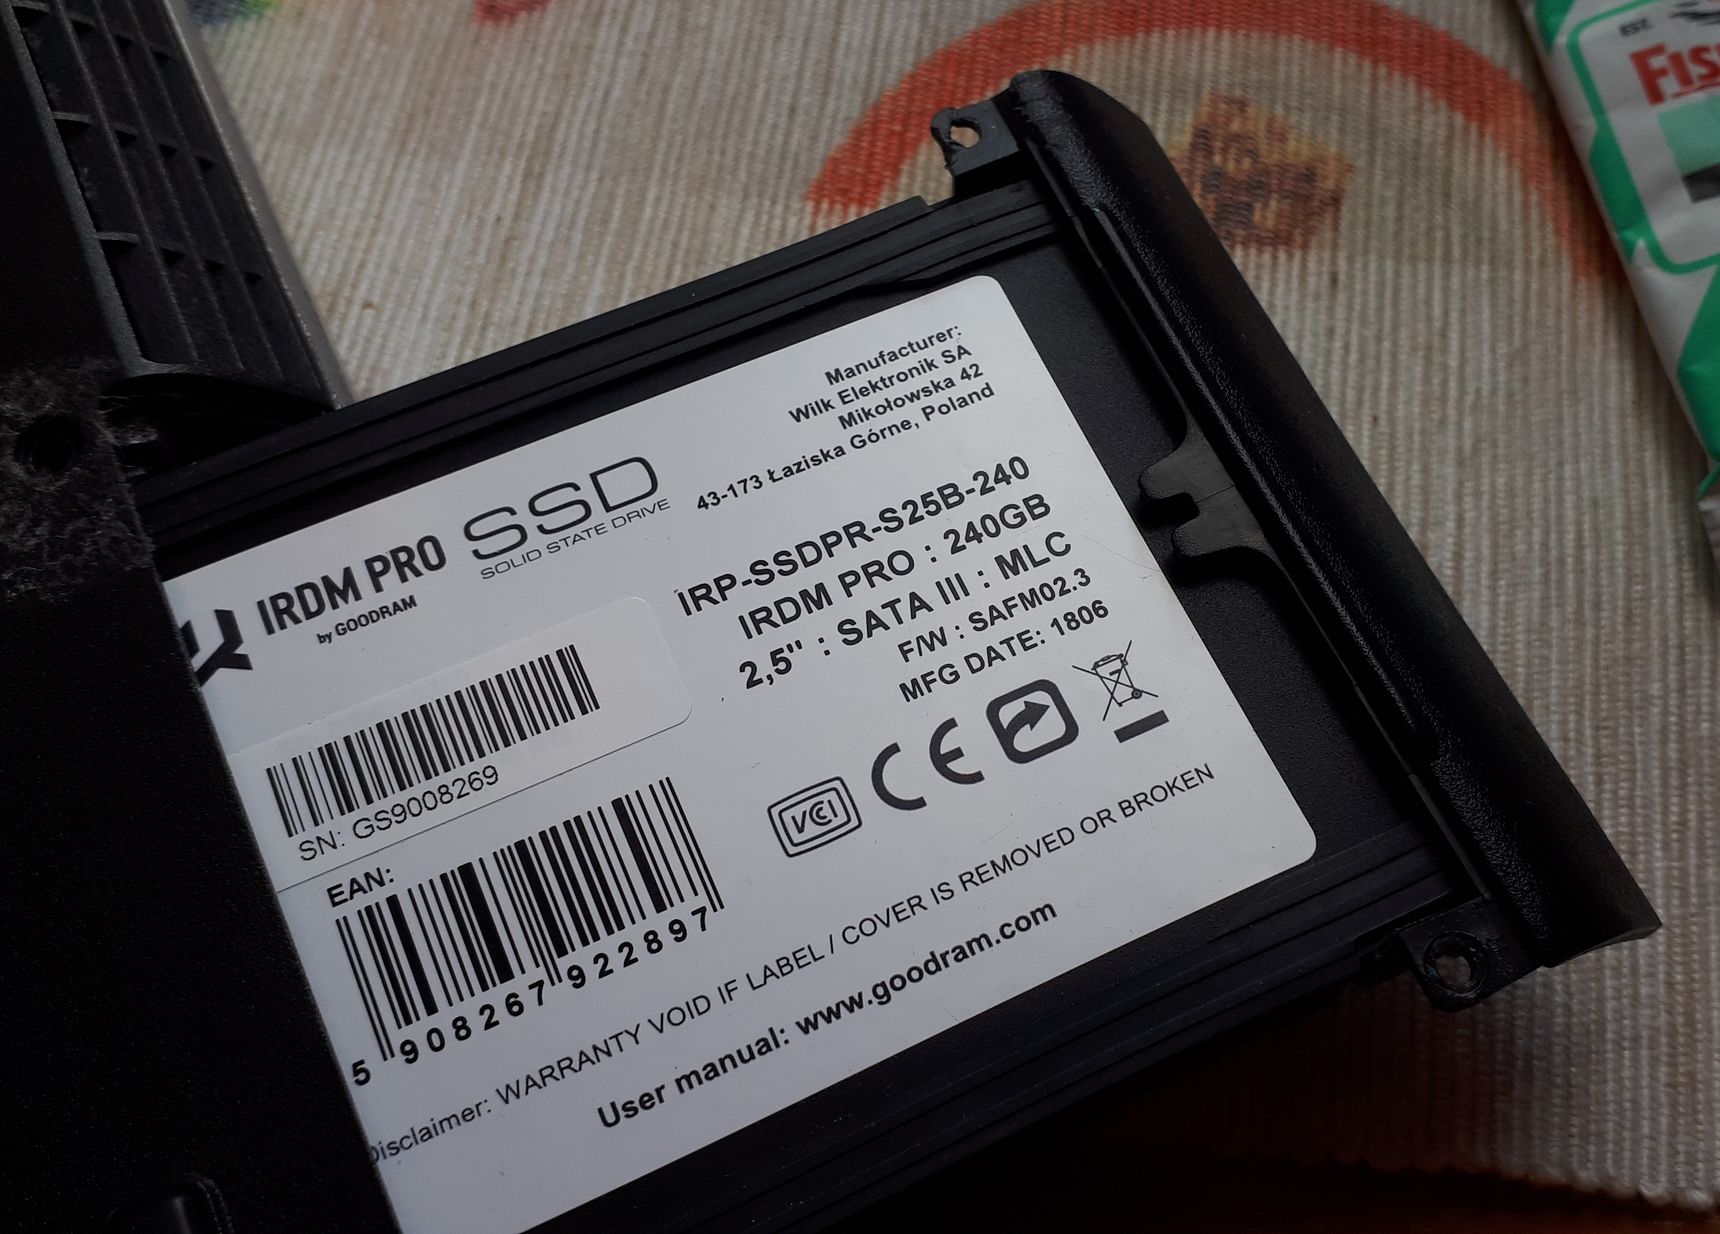 Manufacturer:
Wilk Elektronik SA
Mikołowska 42
43-173 Łaziska Górne, Poland
IRDM PRO
by GOODRAM
SSD
SOLID STATE DRIVE
IRP-SSDPR-S25B-240
IRDM PRO : 240GB
2,5" : SATA III : MLC
F/W : SAFM02.3
MFG DATE: 1806
SN: GS9008269
EAN:
5 908267 922897
VCCI
CE
Disclaimer: WARRANTY VOID IF LABEL / COVER IS REMOVED OR BROKEN
User manual: www.goodram.com
EST.